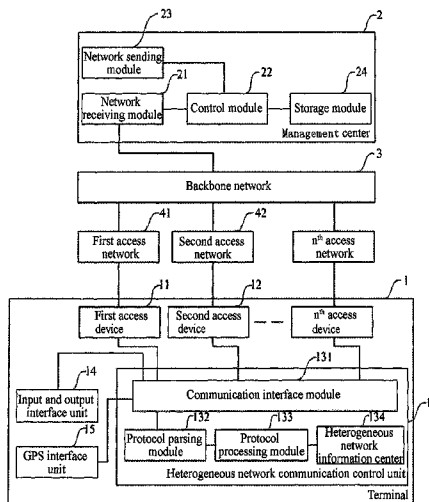 23
2
Network sending module
21
22
24
Network receiving module
Control module
Storage module
Management center
3
Backbone network
41
42
First access network
Second access network
nth access network
11
12
1
First access device
Second access device
nth access device
131
14
Communication interface module
Input and output interface unit
132
133
134
15
Protocol parsing module
Protocol processing module
Heterogeneous network information center
GPS interface unit
Heterogeneous network communication control unit
Terminal